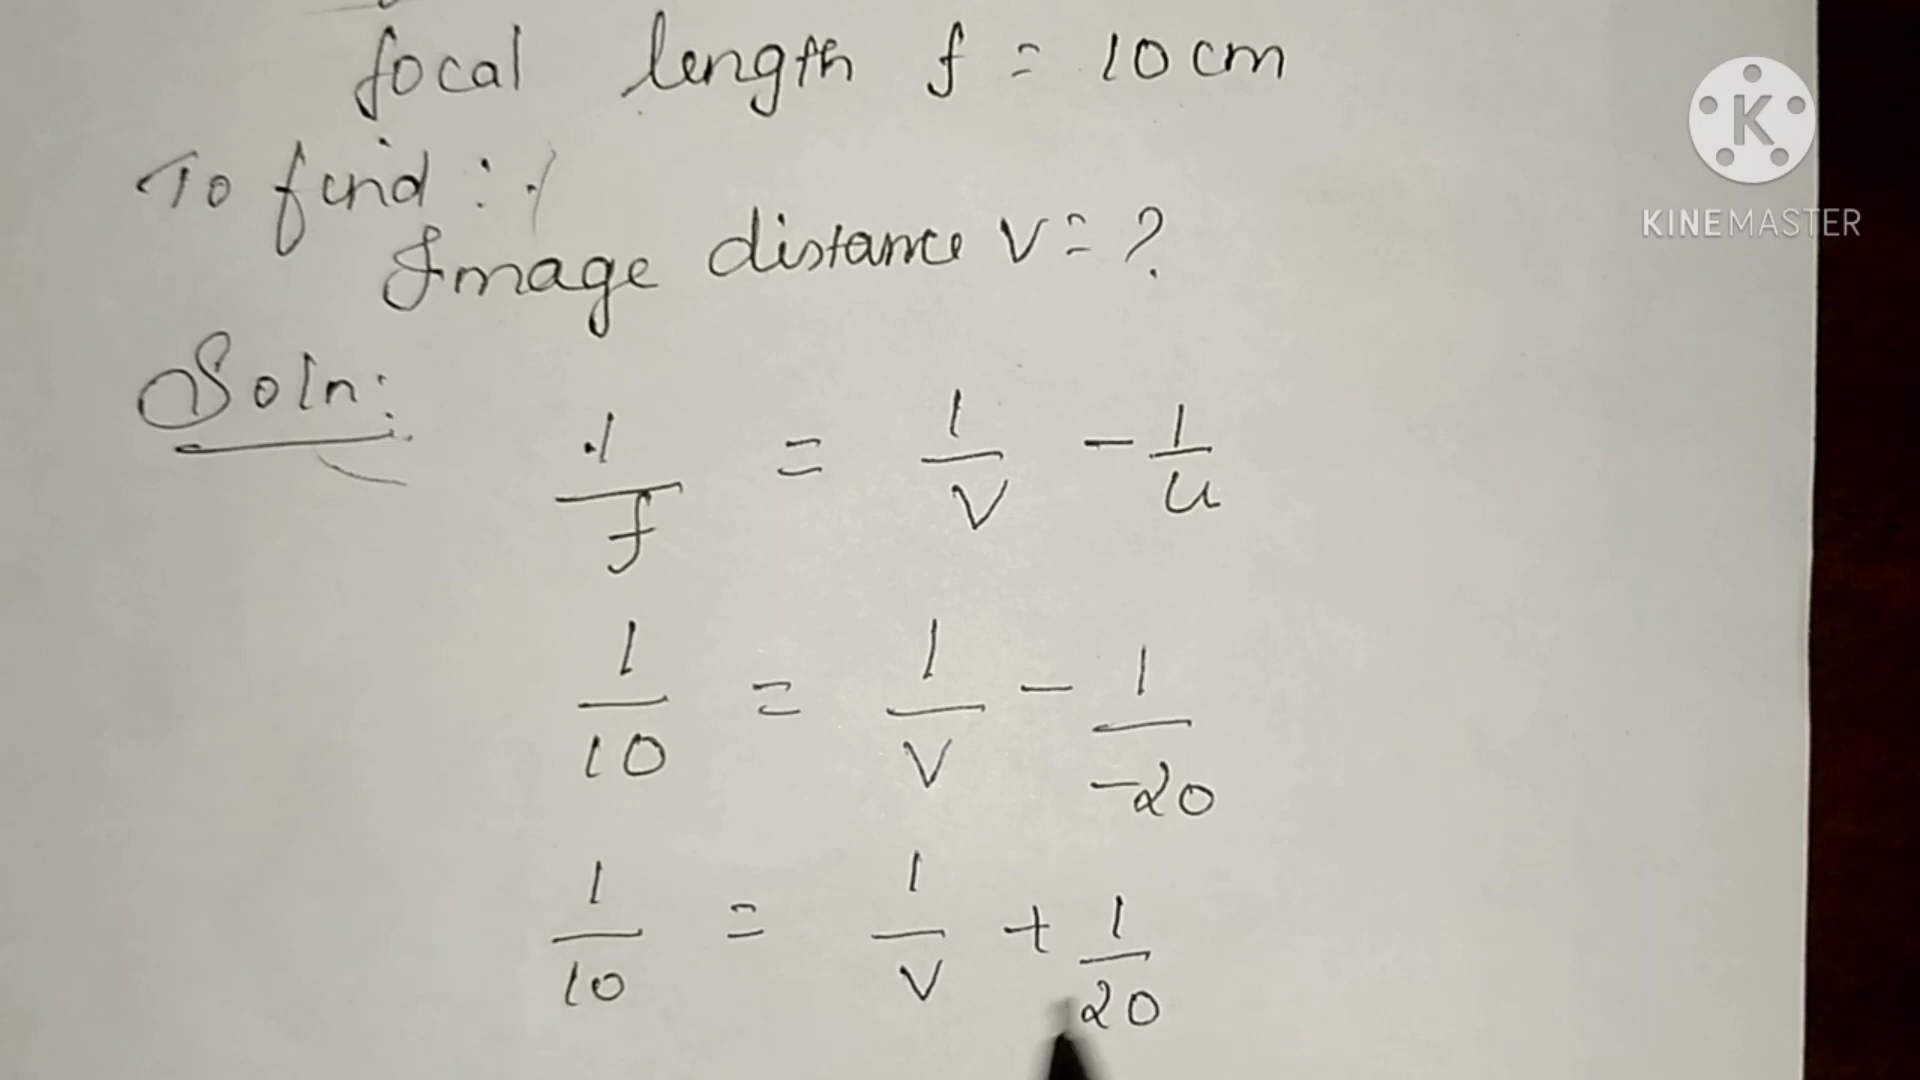 focal length f = 10 cm
K
KINEMASTER
To find :
Image distance v = ?
Soln:
1/f = 1/v - 1/u
1/10 = 1/v - 1/-20
1/10 = 1/v + 1/20